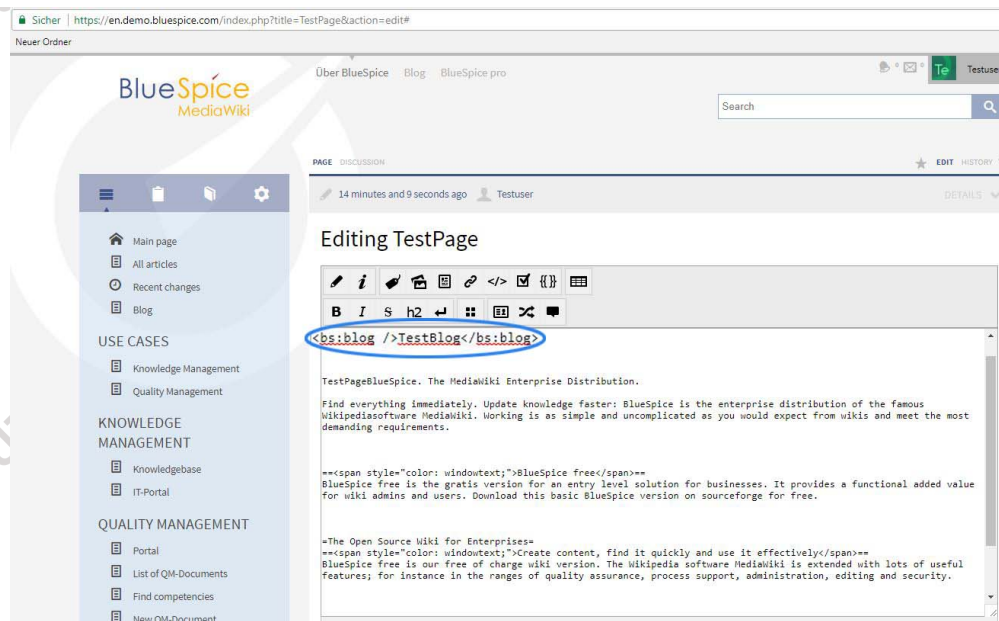 Sicher | https://en.demo.bluespice.com/index.php?title=TestPage&action=edit#
Neuer Ordner
BlueSpice
MediaWiki
Über BlueSpice Blog BlueSpice pro
Te Testuse
Search
PAGE DISCUSSION
EDIT HISTORY
14 minutes and 9 seconds ago Testuser
DETAILS
Main page
All articles
Recent changes
Blog
USE CASES
Knowledge Management
Quality Management
KNOWLEDGE
MANAGEMENT
Knowledgebase
IT-Portal
QUALITY MANAGEMENT
Portal
List of QM-Documents
Find competencies
New QM-Document
Editing TestPage
i </> {{}}
B I S h2
<bs:blog />TestBlog</bs:blog>
TestPageBlueSpice. The MediaWiki Enterprise Distribution.
Find everything immediately. Update knowledge faster: BlueSpice is the enterprise distribution of the famous
Wikipediasoftware MediaWiki. Working is as simple and uncomplicated as you would expect from wikis and meet the most
demanding requirements.
==<span style="color: windowtext;">BlueSpice free</span>==
BlueSpice free is the gratis version for an entry level solution for businesses. It provides a functional added value
for wiki admins and users. Download this basic BlueSpice version on sourceforge for free.
=The Open Source Wiki for Enterprises=
==<span style="color: windowtext;">Create content, find it quickly and use it effectively</span>==
BlueSpice free is our free of charge wiki version. The Wikipedia software MediaWiki is extended with lots of useful
features; for instance in the ranges of quality assurance, process support, administration, editing and security.